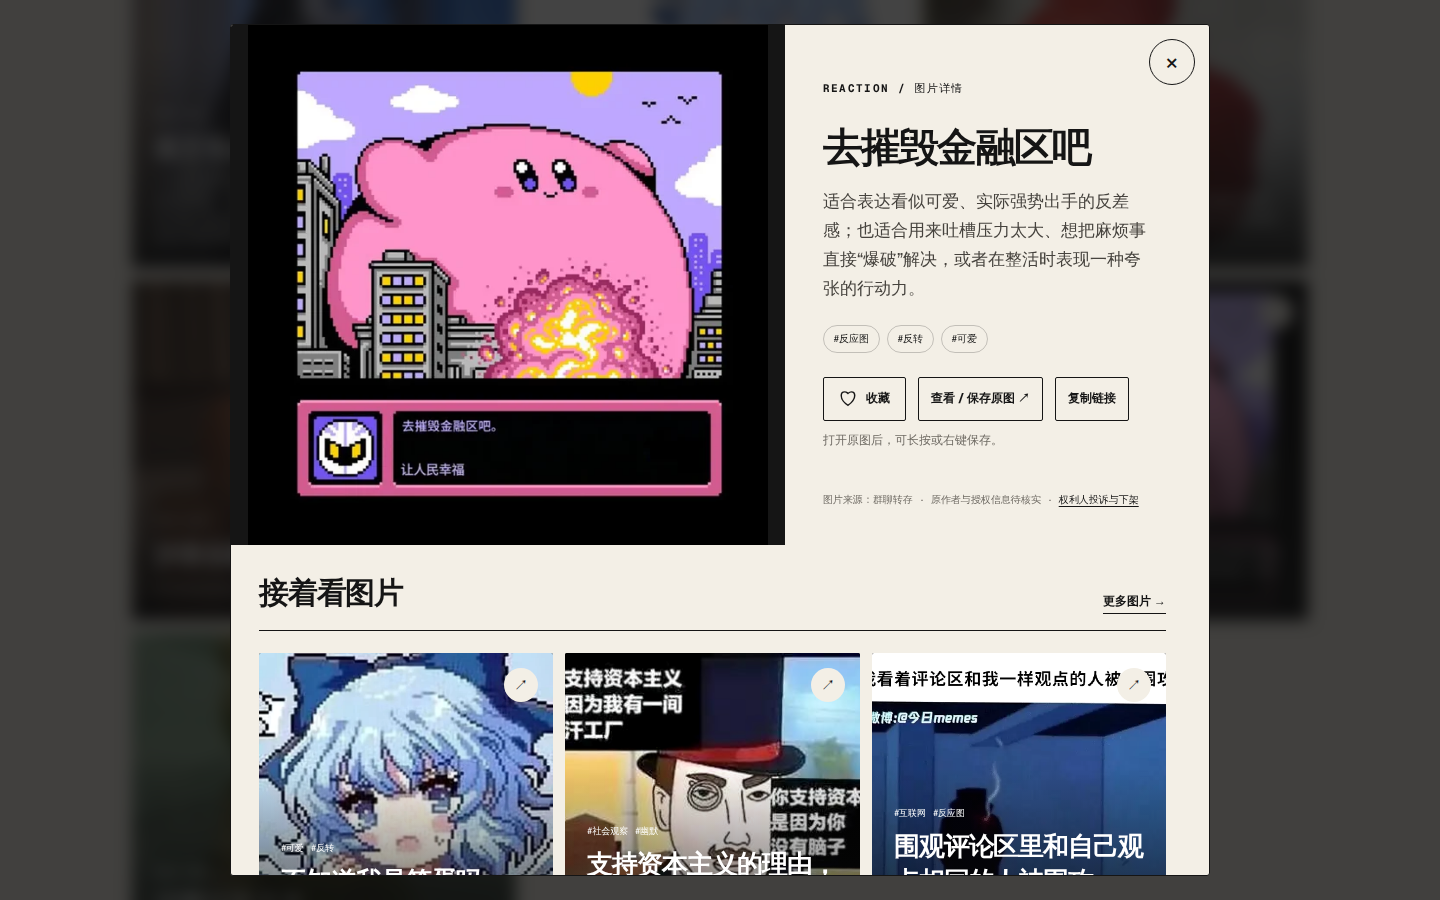 去摧毁金融区吧。
让人民幸福
×
REACTION / 图片详情
去摧毁金融区吧
适合表达看似可爱、实际强势出手的反差
感；也适合用来吐槽压力太大、想把麻烦事
直接“爆破”解决，或者在整活时表现一种夸
张的行动力。
#反应图 #反转 #可爱
收藏 查看 / 保存原图 ↗ 复制链接
打开原图后，可长按或右键保存。
图片来源：群聊转存 · 原作者与授权信息待核实 · 权利人投诉与下架
接着看图片
更多图片 →
#可爱 #反转
支持资本主义
因为我有一间
汗工厂
你支持资本
是因为你
没有脑子
#社会观察 #幽默
支持资本主义的理由
看着评论区和我一样观点的人被围攻
微博:@今日memes
#互联网 #反应图
围观评论区里和自己观
点相同的人被围攻